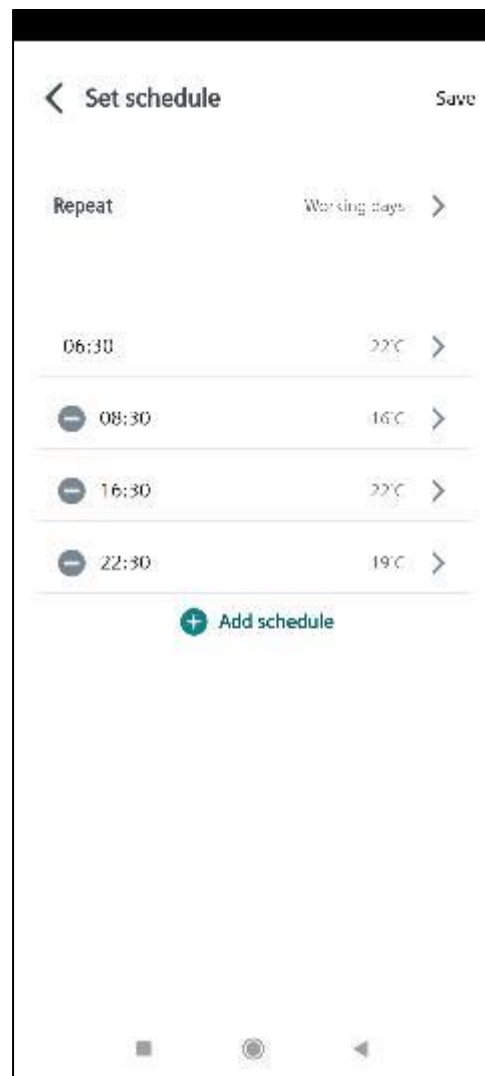 Set schedule Save
Repeat Working days
06:30 22°C
08:30 16°C
16:30 22°C
22:30 19°C
Add schedule